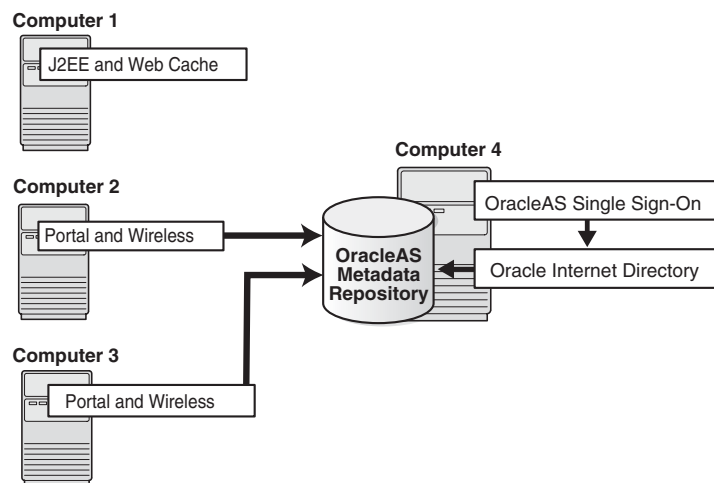 Computer 1
J2EE and Web Cache
Computer 4
Computer 2
OracleAS Single Sign-On
Portal and Wireless
OracleAS
Metadata
Repository
Oracle Internet Directory
Computer 3
Portal and Wireless